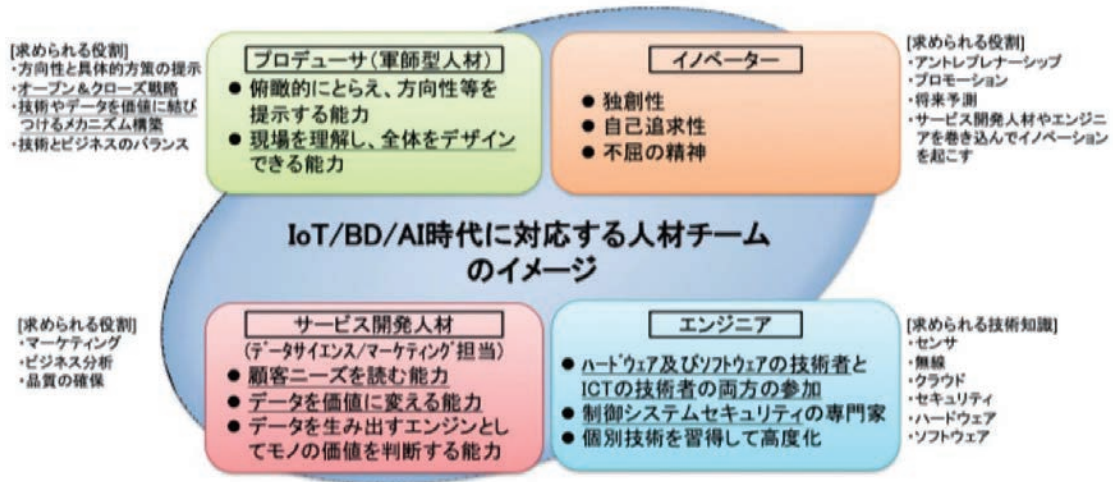 [求められる役割]
・方向性と具体的方策の提示
・オープン＆クローズ戦略
・技術やデータを価値に結び
つけるメカニズム構築
・技術とビジネスのバランス
プロデューサ(軍師型人材)
● 俯瞰的にとらえ、方向性等を
提示する能力
● 現場を理解し、全体をデザイン
できる能力
イノベーター
● 独創性
● 自己追求性
● 不屈の精神
[求められる役割]
・アントレプレナーシップ
・プロモーション
・将来予測
・サービス開発人材やエンジニ
アを巻き込んでイノベーション
を起こす
IoT/BD/AI時代に対応する人材チーム
のイメージ
[求められる役割]
・マーケティング
・ビジネス分析
・品質の確保
サービス開発人材
(ﾃﾞｰﾀサイエンス/マーケティング担当)
● 顧客ニーズを読む能力
● データを価値に変える能力
● データを生み出すエンジンとし
てモノの価値を判断する能力
エンジニア
● ﾊｰﾄﾞｳｪｱ及びｿﾌﾄｳｪｱの技術者と
ICTの技術者の両方の参加
● 制御システムセキュリティの専門家
● 個別技術を習得して高度化
[求められる技術知識]
・センサ
・無線
・クラウド
・セキュリティ
・ハードウェア
・ソフトウェア